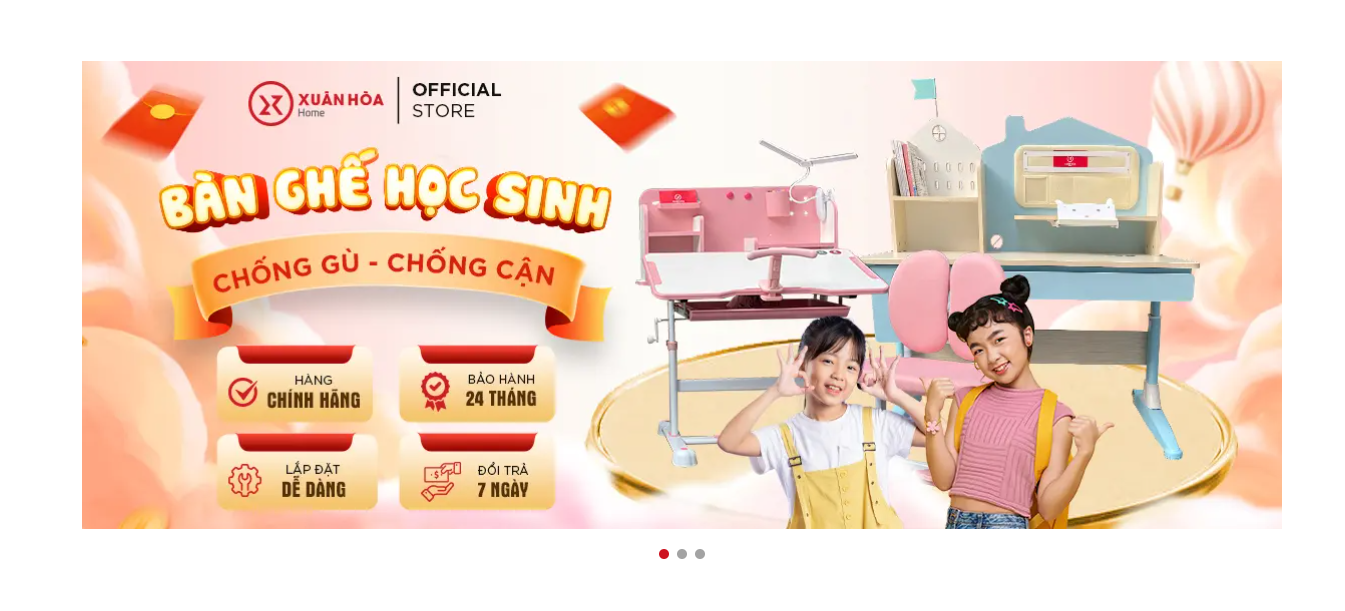 XUÂN HÒA
Home
OFFICIAL
STORE
BÀN GHẾ HỌC SINH
CHỐNG GÙ - CHỐNG CẬN
HÀNG
CHÍNH HÃNG
BẢO HÀNH
24 THÁNG
LẮP ĐẶT
DỄ DÀNG
ĐỔI TRẢ
7 NGÀY